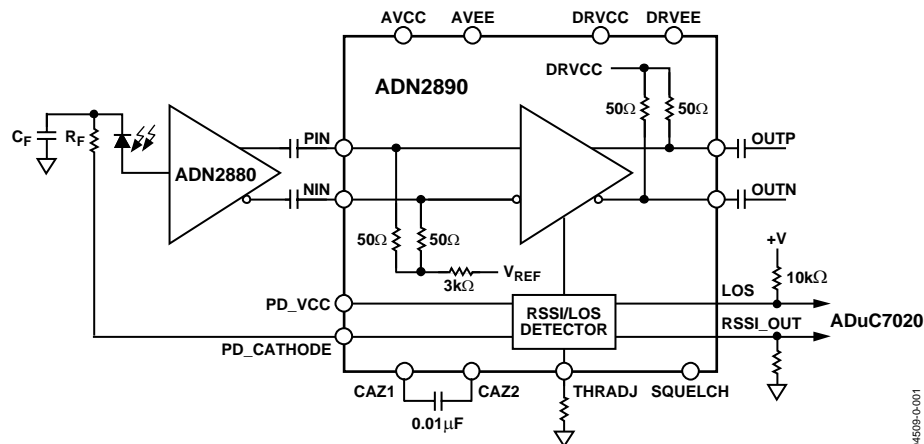 AVCC AVEE DRVCC DRVEE
ADN2890
DRVCC
50Ω 50Ω
CF RF
ADN2880
PIN
OUTP
NIN
OUTN
50Ω 50Ω
3kΩ
VREF
+V
10kΩ
PD_VCC
LOS
RSSI/LOS
DETECTOR
ADuC7020
RSSI_OUT
PD_CATHODE
CAZ1 CAZ2 THRADJ SQUELCH
0.01μF
04509-0-001